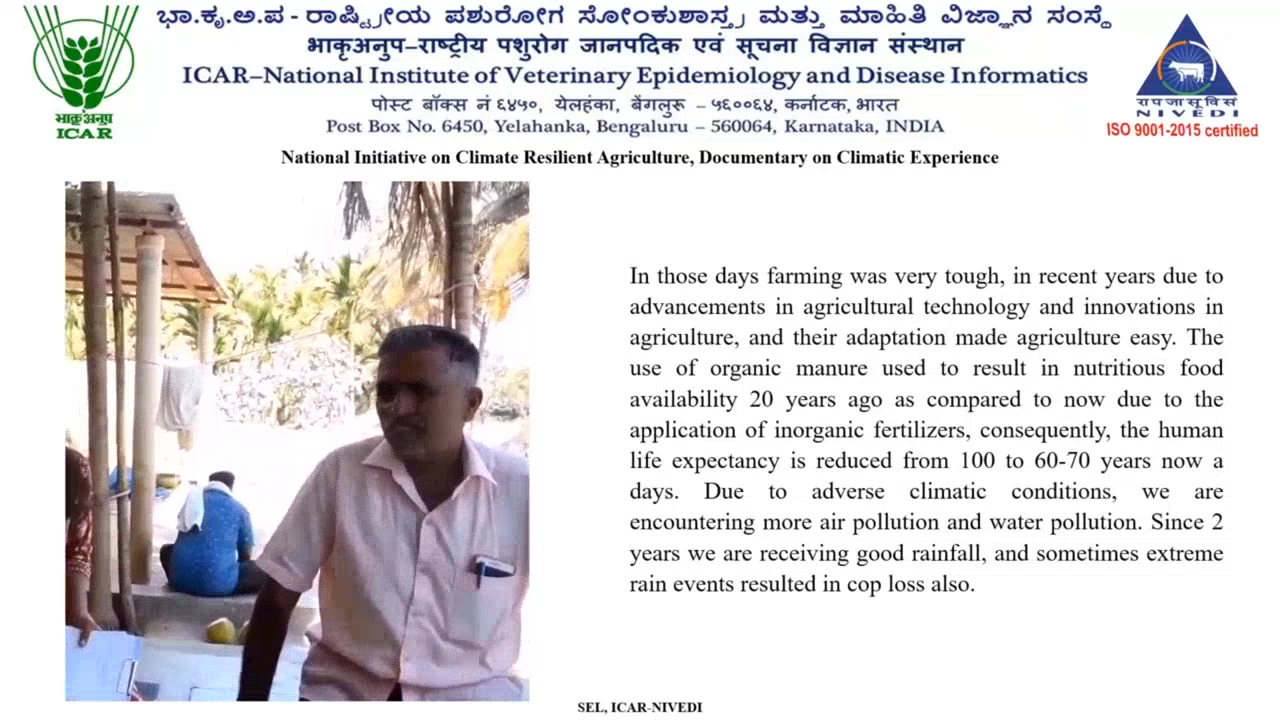 ಭಾ.ಕೃ.ಅ.ಪ - ರಾಷ್ಟ್ರೀಯ ಪಶುರೋಗ ಸೋಂಕುಶಾಸ್ತ್ರ ಮತ್ತು ಮಾಹಿತಿ ವಿಜ್ಞಾನ ಸಂಸ್ಥೆ
भाकृअनुप–राष्ट्रीय पशुरोग जानपदिक एवं सूचना विज्ञान संस्थान
ICAR–National Institute of Veterinary Epidemiology and Disease Informatics
पोस्ट बॉक्स नं ६४५०, येलहंका, बेंगलुरू – ५६००६४, कर्नाटक, भारत
Post Box No. 6450, Yelahanka, Bengaluru – 560064, Karnataka, INDIA
भाकृअनुप
ICAR
रा प जा सू वि सं
NIVEDI
ISO 9001-2015 certified
National Initiative on Climate Resilient Agriculture, Documentary on Climatic Experience
In those days farming was very tough, in recent years due to
advancements in agricultural technology and innovations in
agriculture, and their adaptation made agriculture easy. The
use of organic manure used to result in nutritious food
availability 20 years ago as compared to now due to the
application of inorganic fertilizers, consequently, the human
life expectancy is reduced from 100 to 60-70 years now a
days. Due to adverse climatic conditions, we are
encountering more air pollution and water pollution. Since 2
years we are receiving good rainfall, and sometimes extreme
rain events resulted in cop loss also.
SEL, ICAR-NIVEDI